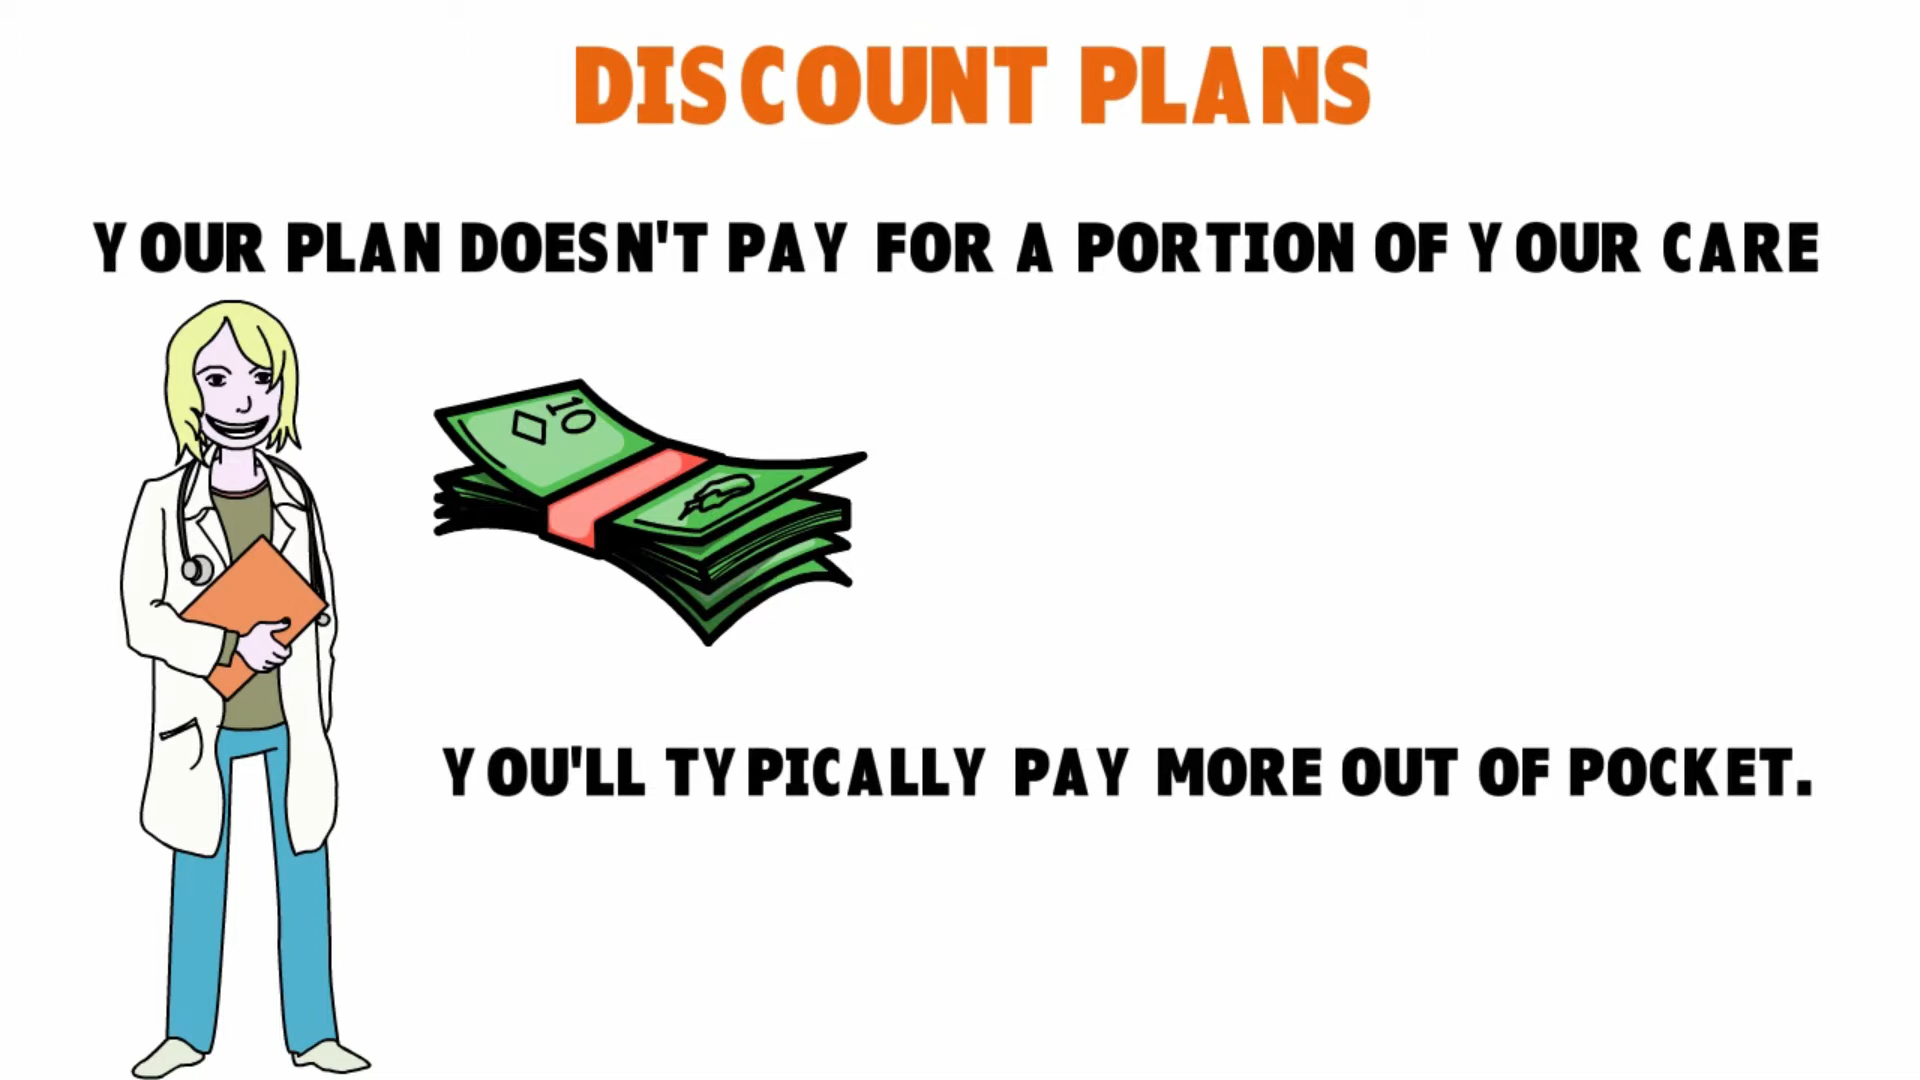 DISCOUNT PLANS
YOUR PLAN DOESN'T PAY FOR A PORTION OF YOUR CARE
10
YOU'LL TYPICALLY PAY MORE OUT OF POCKET.